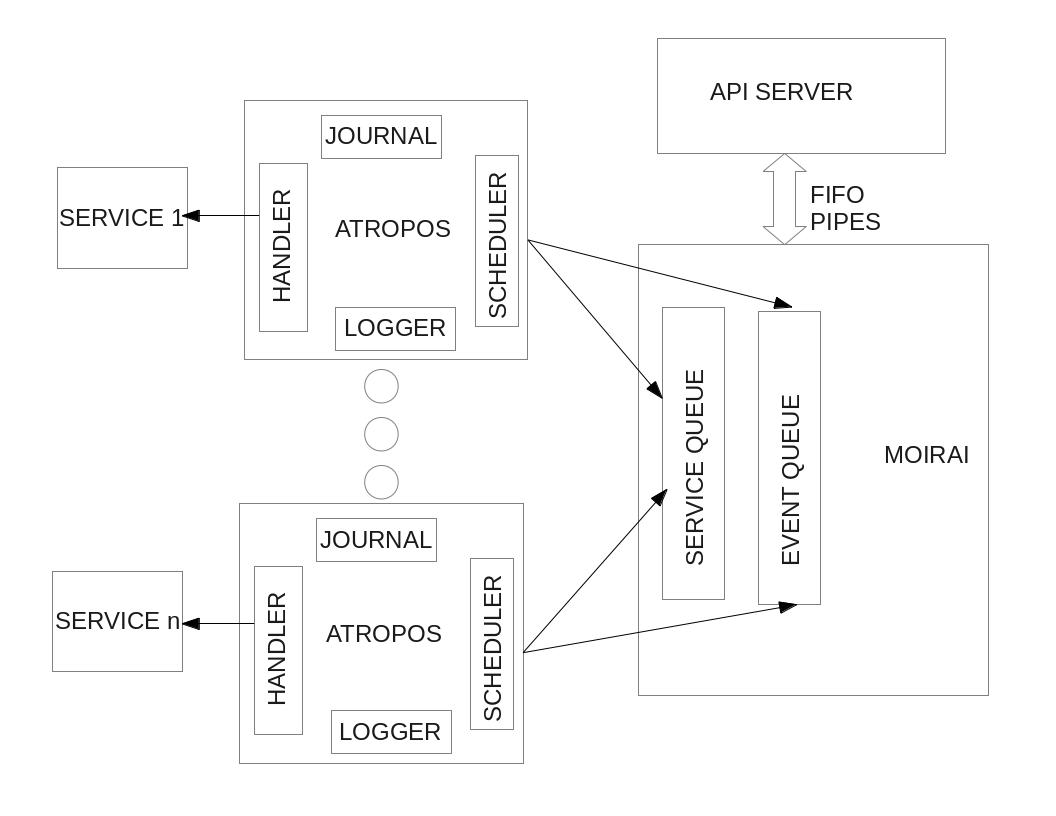 API SERVER
FIFO
PIPES
JOURNAL
SERVICE 1
HANDLER
ATROPOS
SCHEDULER
LOGGER
SERVICE QUEUE
EVENT QUEUE
MOIRAI
JOURNAL
SERVICE n
HANDLER
ATROPOS
SCHEDULER
LOGGER